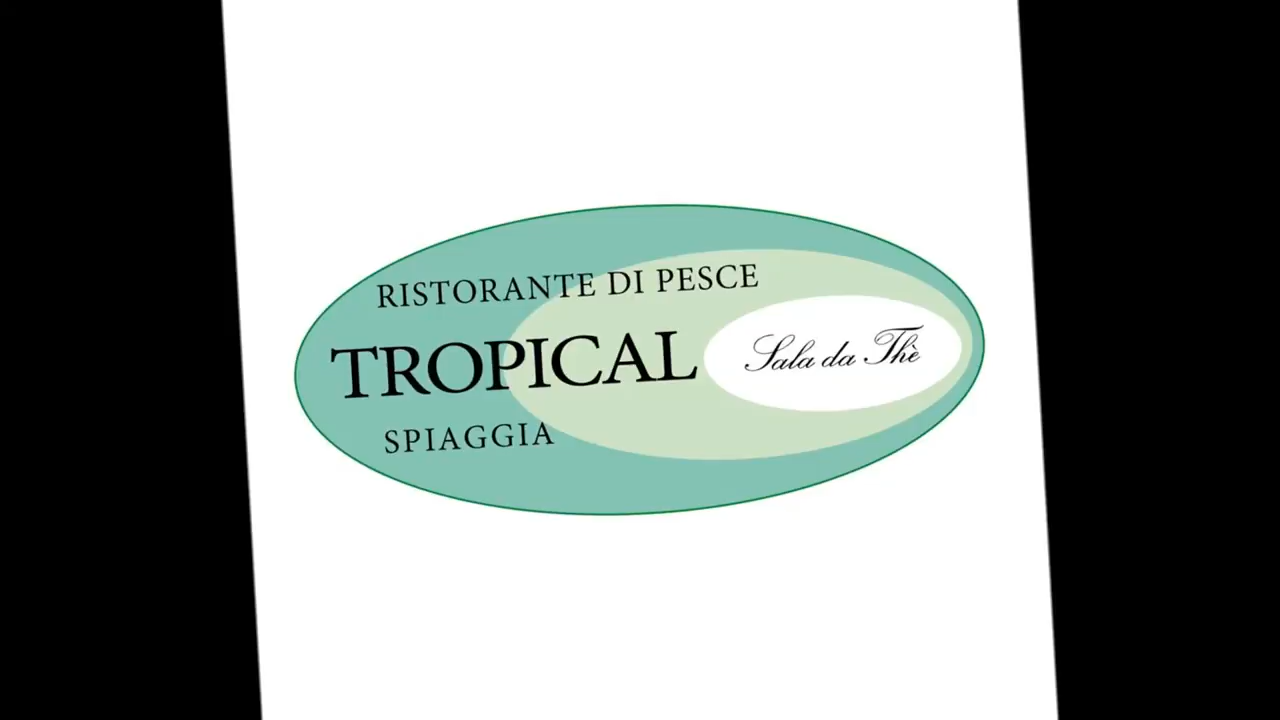 RISTORANTE DI PESCE
TROPICAL
Sala da Thè
SPIAGGIA